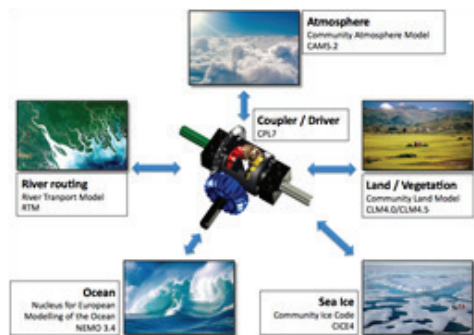 Atmosphere
Community Atmosphere Model
CAM5.2
Coupler / Driver
CPL7
River routing
River Tranport Model
RTM
Land / Vegetation
Community Land Model
CLM4.0/CLM4.5
Ocean
Nucleus for European
Modelling of the Ocean
NEMO 3.4
Sea Ice
Community Ice Code
CICE4